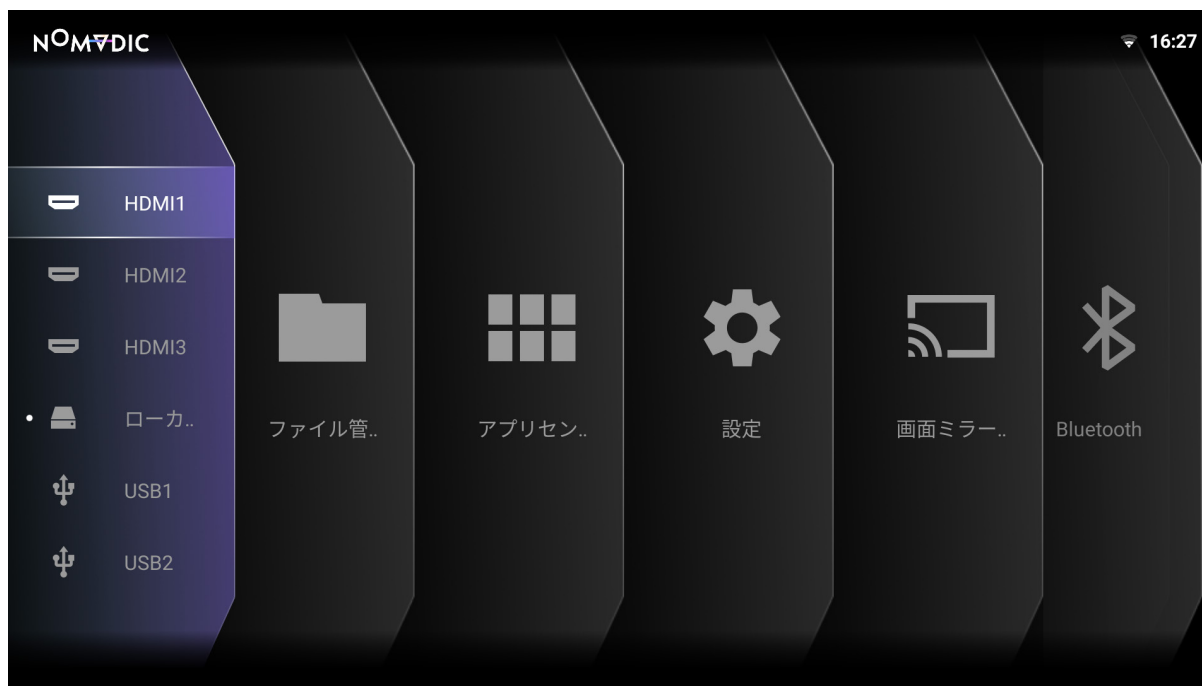 NOMADIC
16:27
HDMI1
HDMI2
HDMI3
ローカ..
USB1
USB2
ファイル管..
アプリセン..
設定
画面ミラー..
Bluetooth